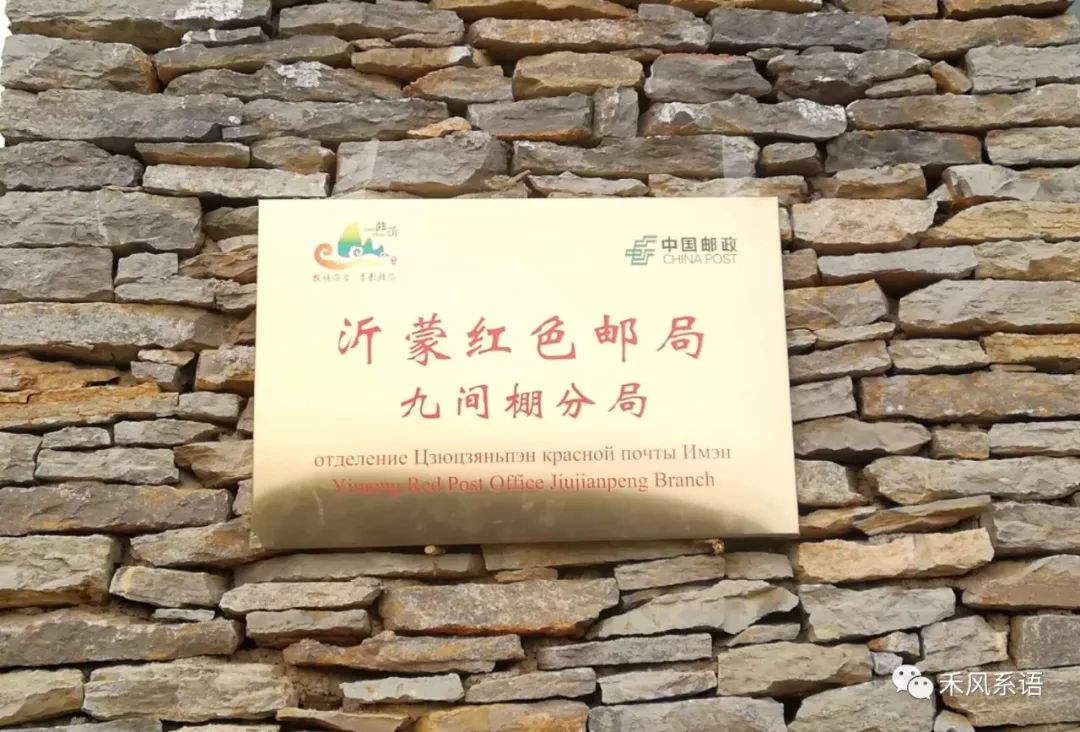 中国邮政
CHINA POST
沂蒙红色邮局
九间棚分局
отделение Цзюцзяньпэн красной почты Имэн
Yimeng Red Post Office Jiujianpeng Branch
禾风系语